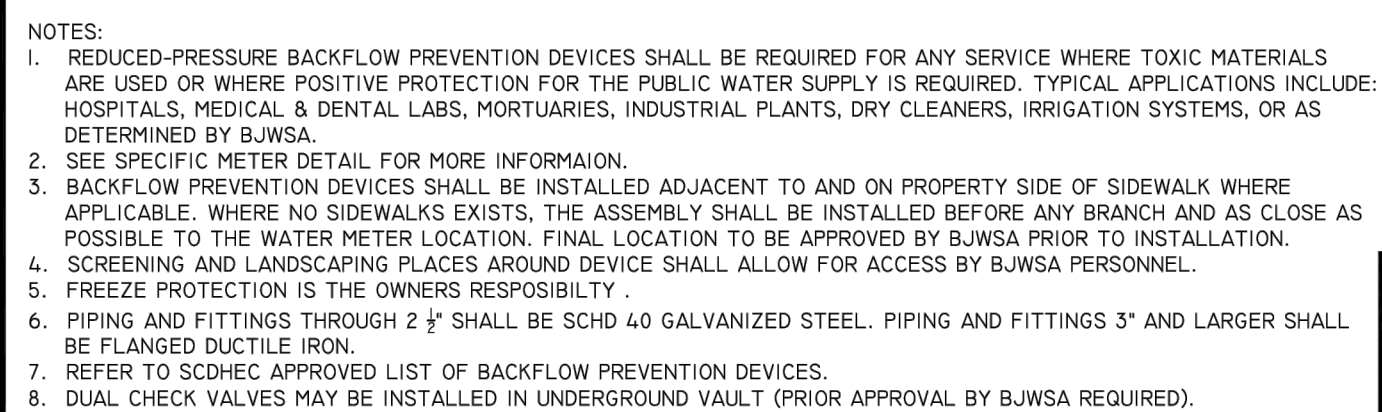 NOTES:
1. REDUCED-PRESSURE BACKFLOW PREVENTION DEVICES SHALL BE REQUIRED FOR ANY SERVICE WHERE TOXIC MATERIALS
ARE USED OR WHERE POSITIVE PROTECTION FOR THE PUBLIC WATER SUPPLY IS REQUIRED. TYPICAL APPLICATIONS INCLUDE:
HOSPITALS, MEDICAL & DENTAL LABS, MORTUARIES, INDUSTRIAL PLANTS, DRY CLEANERS, IRRIGATION SYSTEMS, OR AS
DETERMINED BY BJWSA.
2. SEE SPECIFIC METER DETAIL FOR MORE INFORMAION.
3. BACKFLOW PREVENTION DEVICES SHALL BE INSTALLED ADJACENT TO AND ON PROPERTY SIDE OF SIDEWALK WHERE
APPLICABLE. WHERE NO SIDEWALKS EXISTS, THE ASSEMBLY SHALL BE INSTALLED BEFORE ANY BRANCH AND AS CLOSE AS
POSSIBLE TO THE WATER METER LOCATION. FINAL LOCATION TO BE APPROVED BY BJWSA PRIOR TO INSTALLATION.
4. SCREENING AND LANDSCAPING PLACES AROUND DEVICE SHALL ALLOW FOR ACCESS BY BJWSA PERSONNEL.
5. FREEZE PROTECTION IS THE OWNERS RESPOSIBILTY .
6. PIPING AND FITTINGS THROUGH 2 ½" SHALL BE SCHD 40 GALVANIZED STEEL. PIPING AND FITTINGS 3" AND LARGER SHALL
BE FLANGED DUCTILE IRON.
7. REFER TO SCDHEC APPROVED LIST OF BACKFLOW PREVENTION DEVICES.
8. DUAL CHECK VALVES MAY BE INSTALLED IN UNDERGROUND VAULT (PRIOR APPROVAL BY BJWSA REQUIRED).